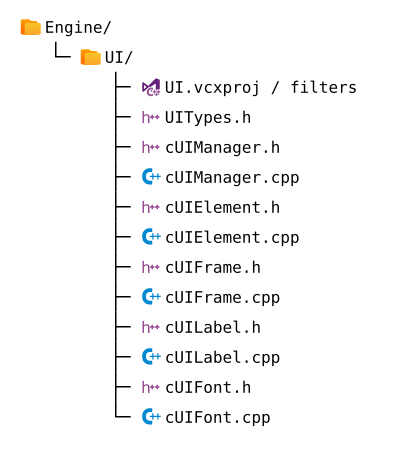 Engine/
UI/
UI.vcxproj / filters
h++ UITypes.h
h++ cUIManager.h
C++ cUIManager.cpp
h++ cUIElement.h
C++ cUIElement.cpp
h++ cUIFrame.h
C++ cUIFrame.cpp
h++ cUILabel.h
C++ cUILabel.cpp
h++ cUIFont.h
C++ cUIFont.cpp